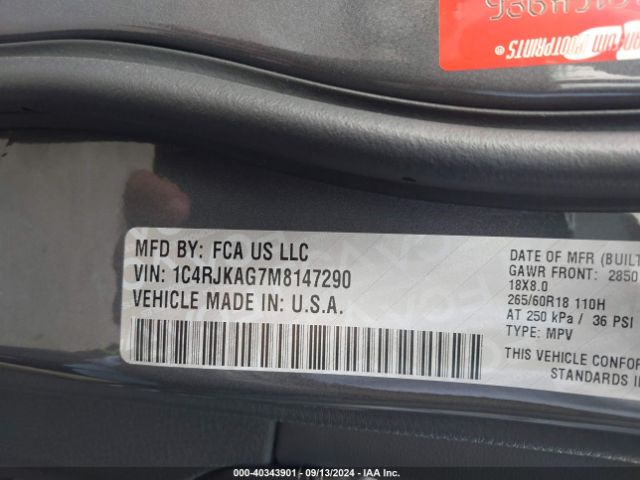 FOOTPRINTS®
MFD BY: FCA US LLC
VIN: 1C4RJKAG7M8147290
VEHICLE MADE IN: U.S.A.
DATE OF MFR (BUILT
GAWR FRONT: 2850
18X8.0
265/60R18 110H
AT 250 kPa / 36 PSI
TYPE: MPV
THIS VEHICLE CONFOR
STANDARDS I
000-40343901 - 09/13/2024 - IAA Inc.